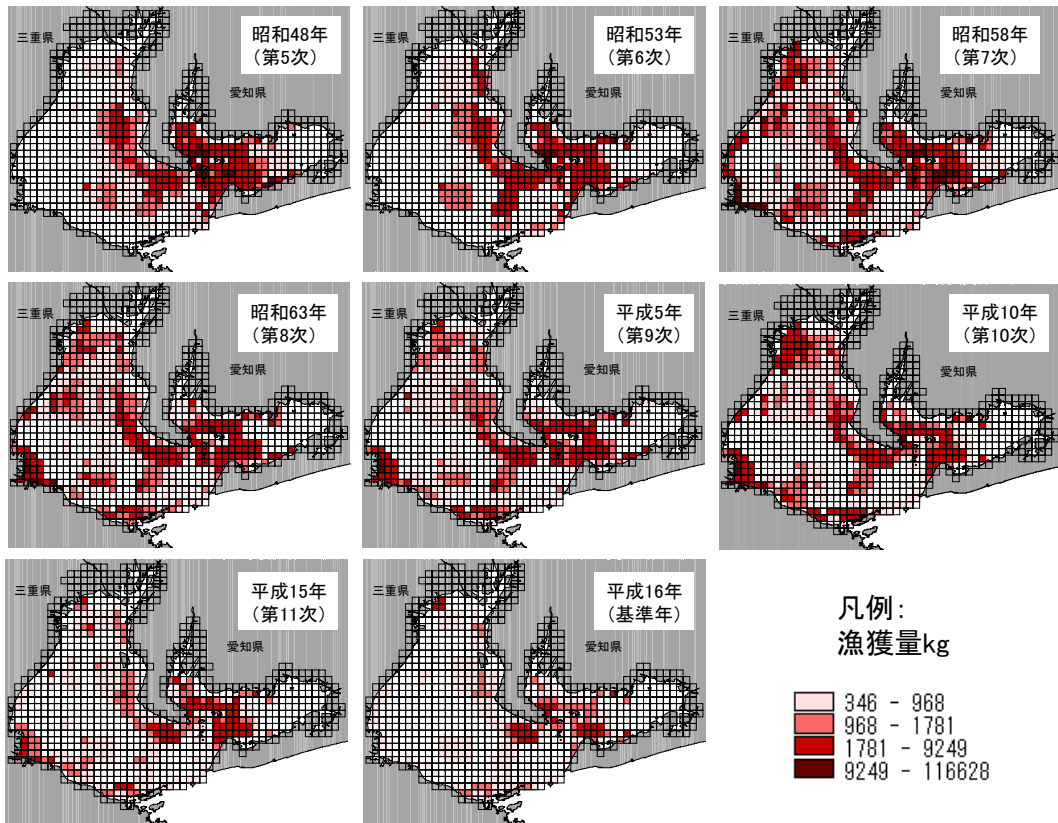 三重県
昭和48年
(第5次)
愛知県
昭和53年
(第6次)
愛知県
三重県
昭和58年
(第7次)
愛知県
三重県
昭和63年
(第8次)
愛知県
三重県
平成5年
(第9次)
愛知県
三重県
平成10年
(第10次)
愛知県
三重県
平成15年
(第11次)
愛知県
三重県
平成16年
(基準年)
愛知県
凡例:
漁獲量kg
346 - 968
968 - 1781
1781 - 9249
9249 - 116628